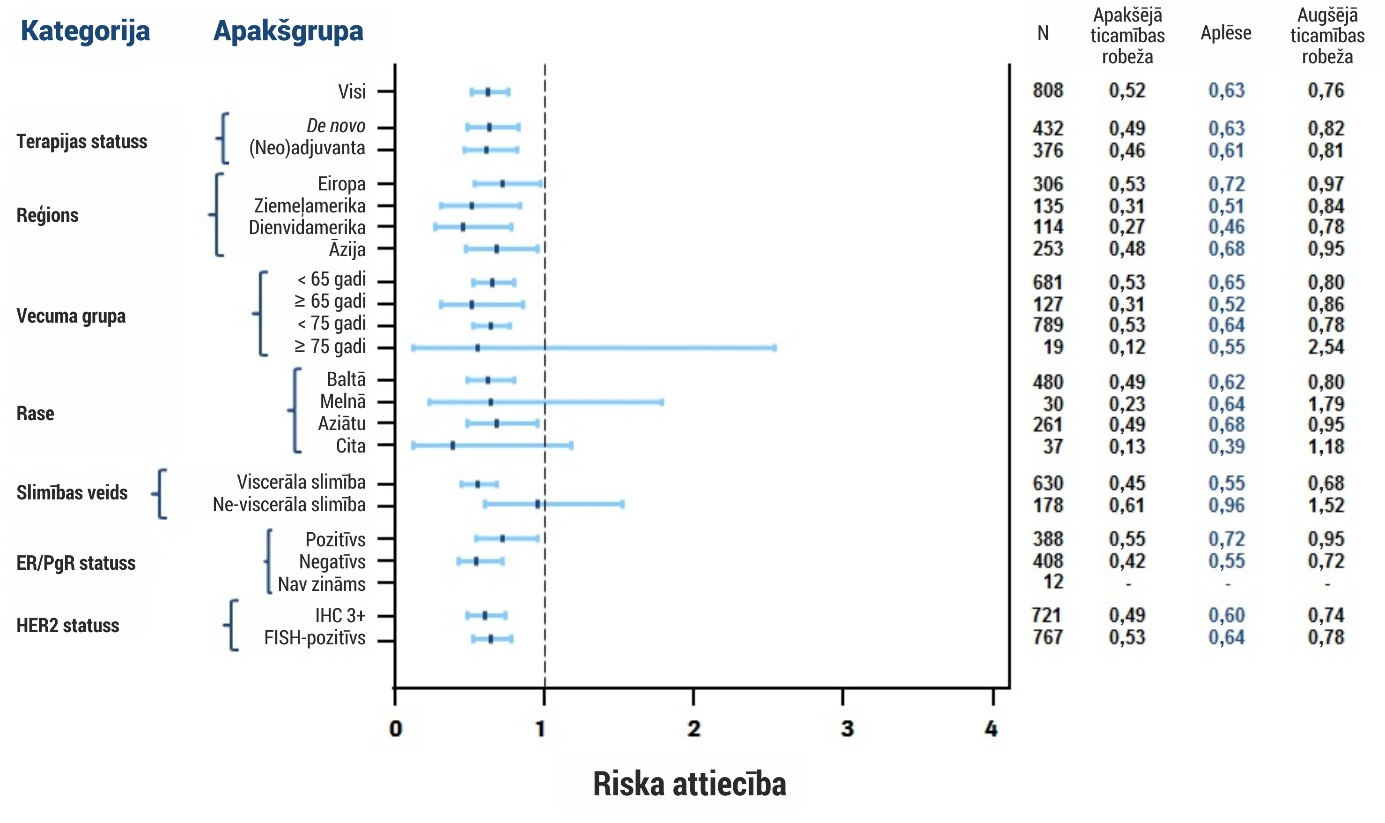 Kategorija Apakšgrupa N Apakšējā ticamības robeža Aplēse Augšējā ticamības robeža
Visi 808 0,52 0,63 0,76
Terapijas statuss
De novo 432 0,49 0,63 0,82
(Neo)adjuvanta 376 0,46 0,61 0,81
Reģions
Eiropa 306 0,53 0,72 0,97
Ziemeļamerika 135 0,31 0,51 0,84
Dienvidamerika 114 0,27 0,46 0,78
Āzija 253 0,48 0,68 0,95
Vecuma grupa
< 65 gadi 681 0,53 0,65 0,80
≥ 65 gadi 127 0,31 0,52 0,86
< 75 gadi 789 0,53 0,64 0,78
≥ 75 gadi 19 0,12 0,55 2,54
Rase
Baltā 480 0,49 0,62 0,80
Melnā 30 0,23 0,64 1,79
Aziātu 261 0,49 0,68 0,95
Cita 37 0,13 0,39 1,18
Slimības veids
Viscerāla slimība 630 0,45 0,55 0,68
Ne-viscerāla slimība 178 0,61 0,96 1,52
ER/PgR statuss
Pozitīvs 388 0,55 0,72 0,95
Negatīvs 408 0,42 0,55 0,72
Nav zināms 12 - - -
HER2 statuss
IHC 3+ 721 0,49 0,60 0,74
FISH-pozitīvs 767 0,53 0,64 0,78
0 1 2 3 4
Riska attiecība